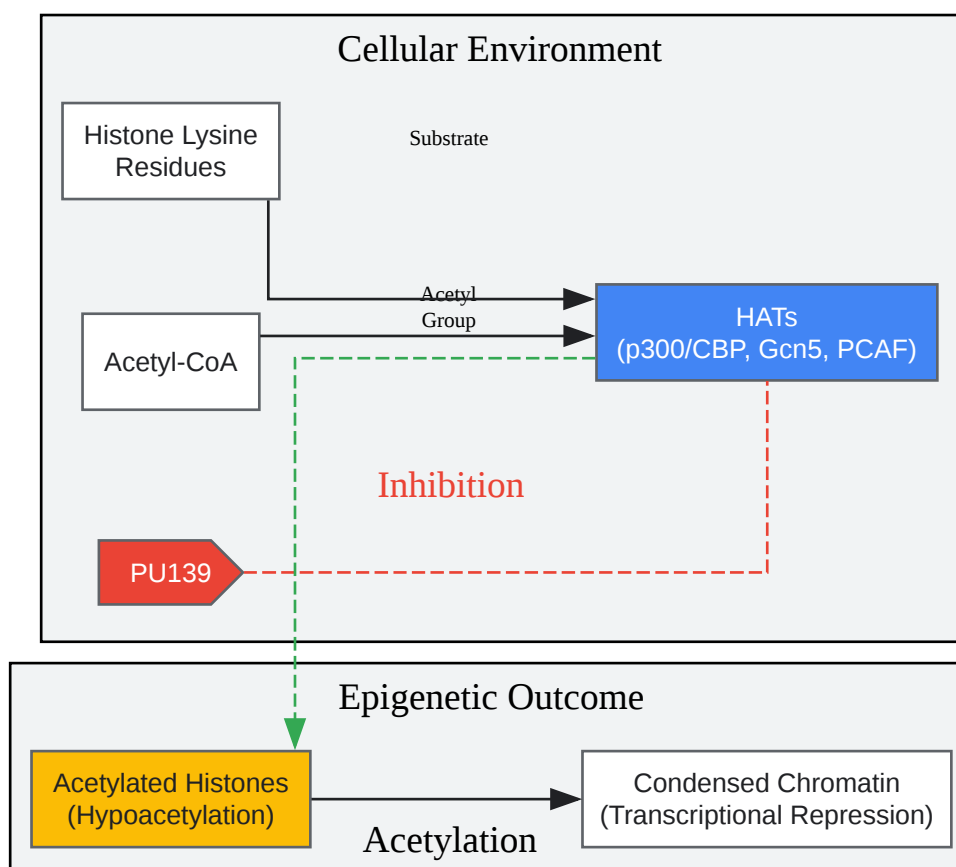 Cellular Environment
Histone Lysine
Residues
Substrate
Acetyl
Group
Acetyl-CoA
HATs
(p300/CBP, Gcn5, PCAF)
Inhibition
PU139
Epigenetic Outcome
Acetylated Histones
(Hypoacetylation)
Acetylation
Condensed Chromatin
(Transcriptional Repression)